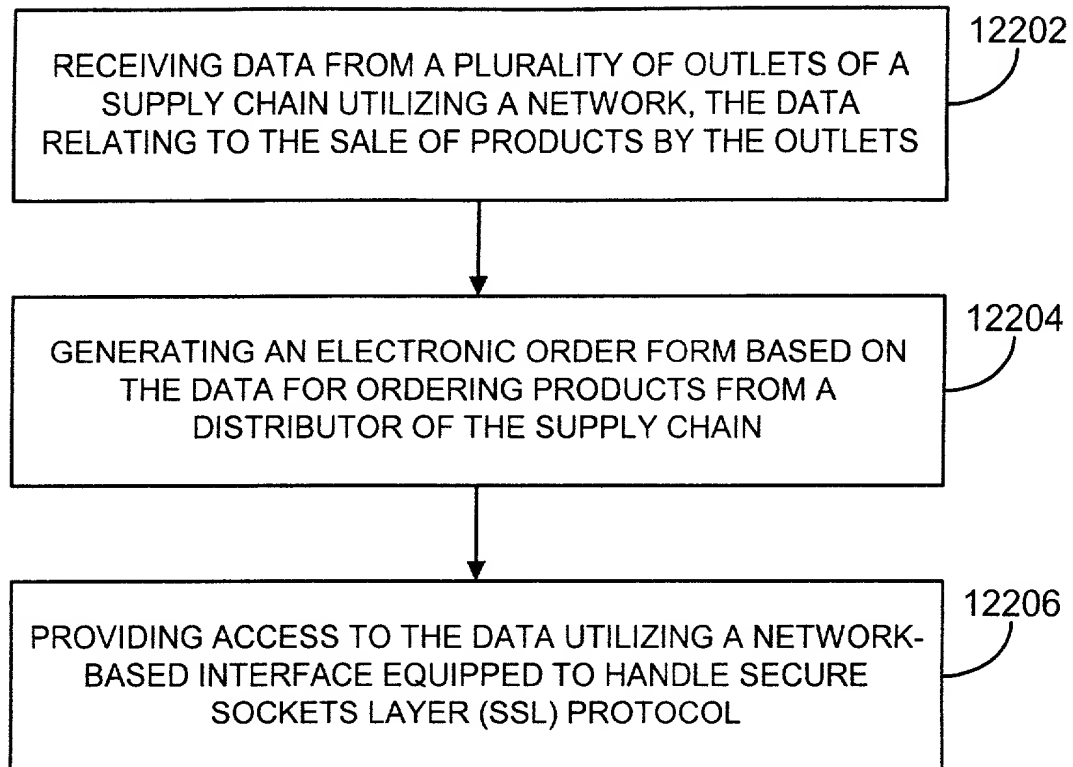 12202
RECEIVING DATA FROM A PLURALITY OF OUTLETS OF A
SUPPLY CHAIN UTILIZING A NETWORK, THE DATA
RELATING TO THE SALE OF PRODUCTS BY THE OUTLETS
12204
GENERATING AN ELECTRONIC ORDER FORM BASED ON
THE DATA FOR ORDERING PRODUCTS FROM A
DISTRIBUTOR OF THE SUPPLY CHAIN
12206
PROVIDING ACCESS TO THE DATA UTILIZING A NETWORK-
BASED INTERFACE EQUIPPED TO HANDLE SECURE
SOCKETS LAYER (SSL) PROTOCOL